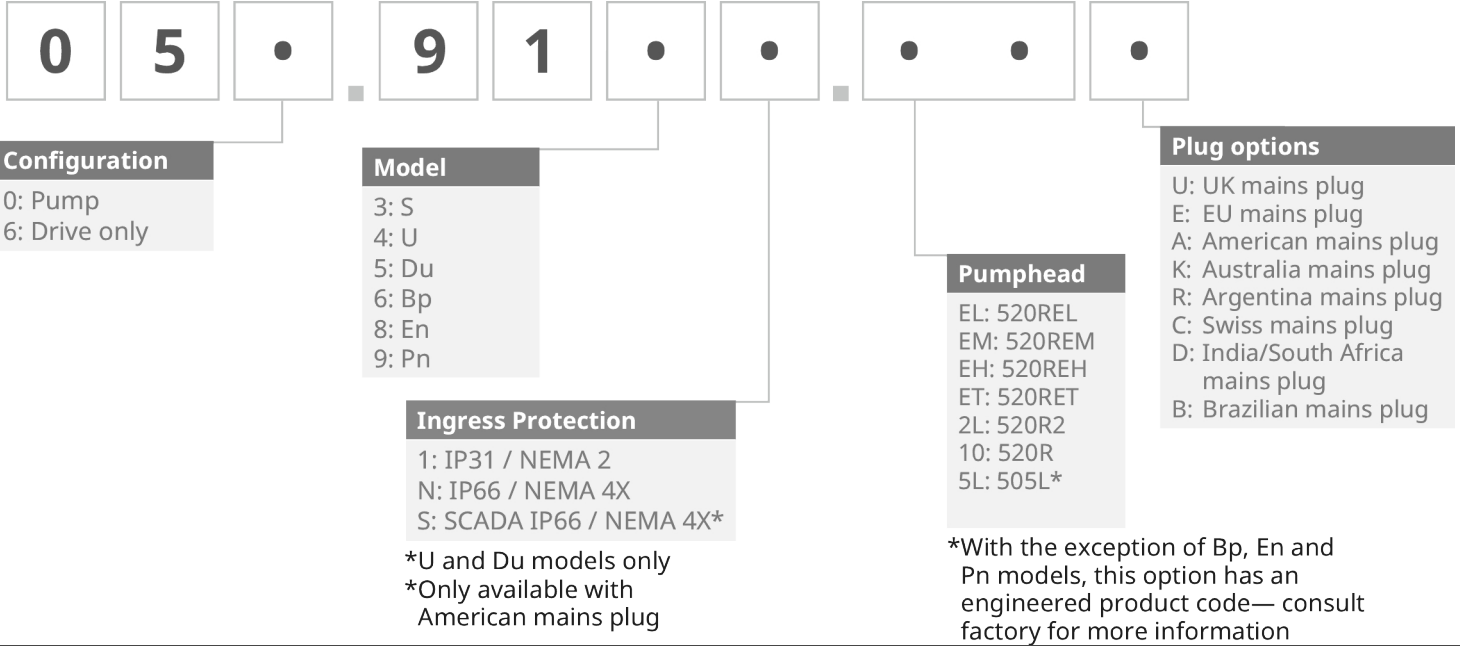 0 5 • . 9 1 • • . • • •
Configuration
0: Pump
6: Drive only
Model
3: S
4: U
5: Du
6: Bp
8: En
9: Pn
Ingress Protection
1: IP31 / NEMA 2
N: IP66 / NEMA 4X
S: SCADA IP66 / NEMA 4X*
*U and Du models only
*Only available with
American mains plug
Pumphead
EL: 520REL
EM: 520REM
EH: 520REH
ET: 520RET
2L: 520R2
10: 520R
5L: 505L*
*With the exception of Bp, En and
Pn models, this option has an
engineered product code— consult
factory for more information
Plug options
U: UK mains plug
E: EU mains plug
A: American mains plug
K: Australia mains plug
R: Argentina mains plug
C: Swiss mains plug
D: India/South Africa
mains plug
B: Brazilian mains plug